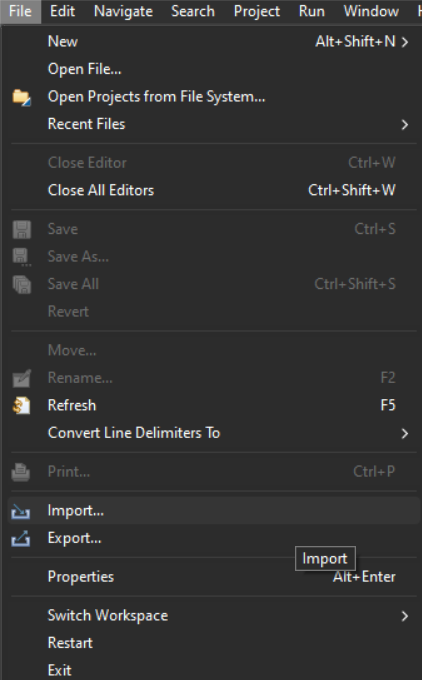 File Edit Navigate Search Project Run Window
New Alt+Shift+N
Open File...
Open Projects from File System...
Recent Files
Close Editor Ctrl+W
Close All Editors Ctrl+Shift+W
Save Ctrl+S
Save As...
Save All Ctrl+Shift+S
Revert
Move...
Rename... F2
Refresh F5
Convert Line Delimiters To
Print... Ctrl+P
Import...
Export...
Import
Properties Alt+Enter
Switch Workspace
Restart
Exit